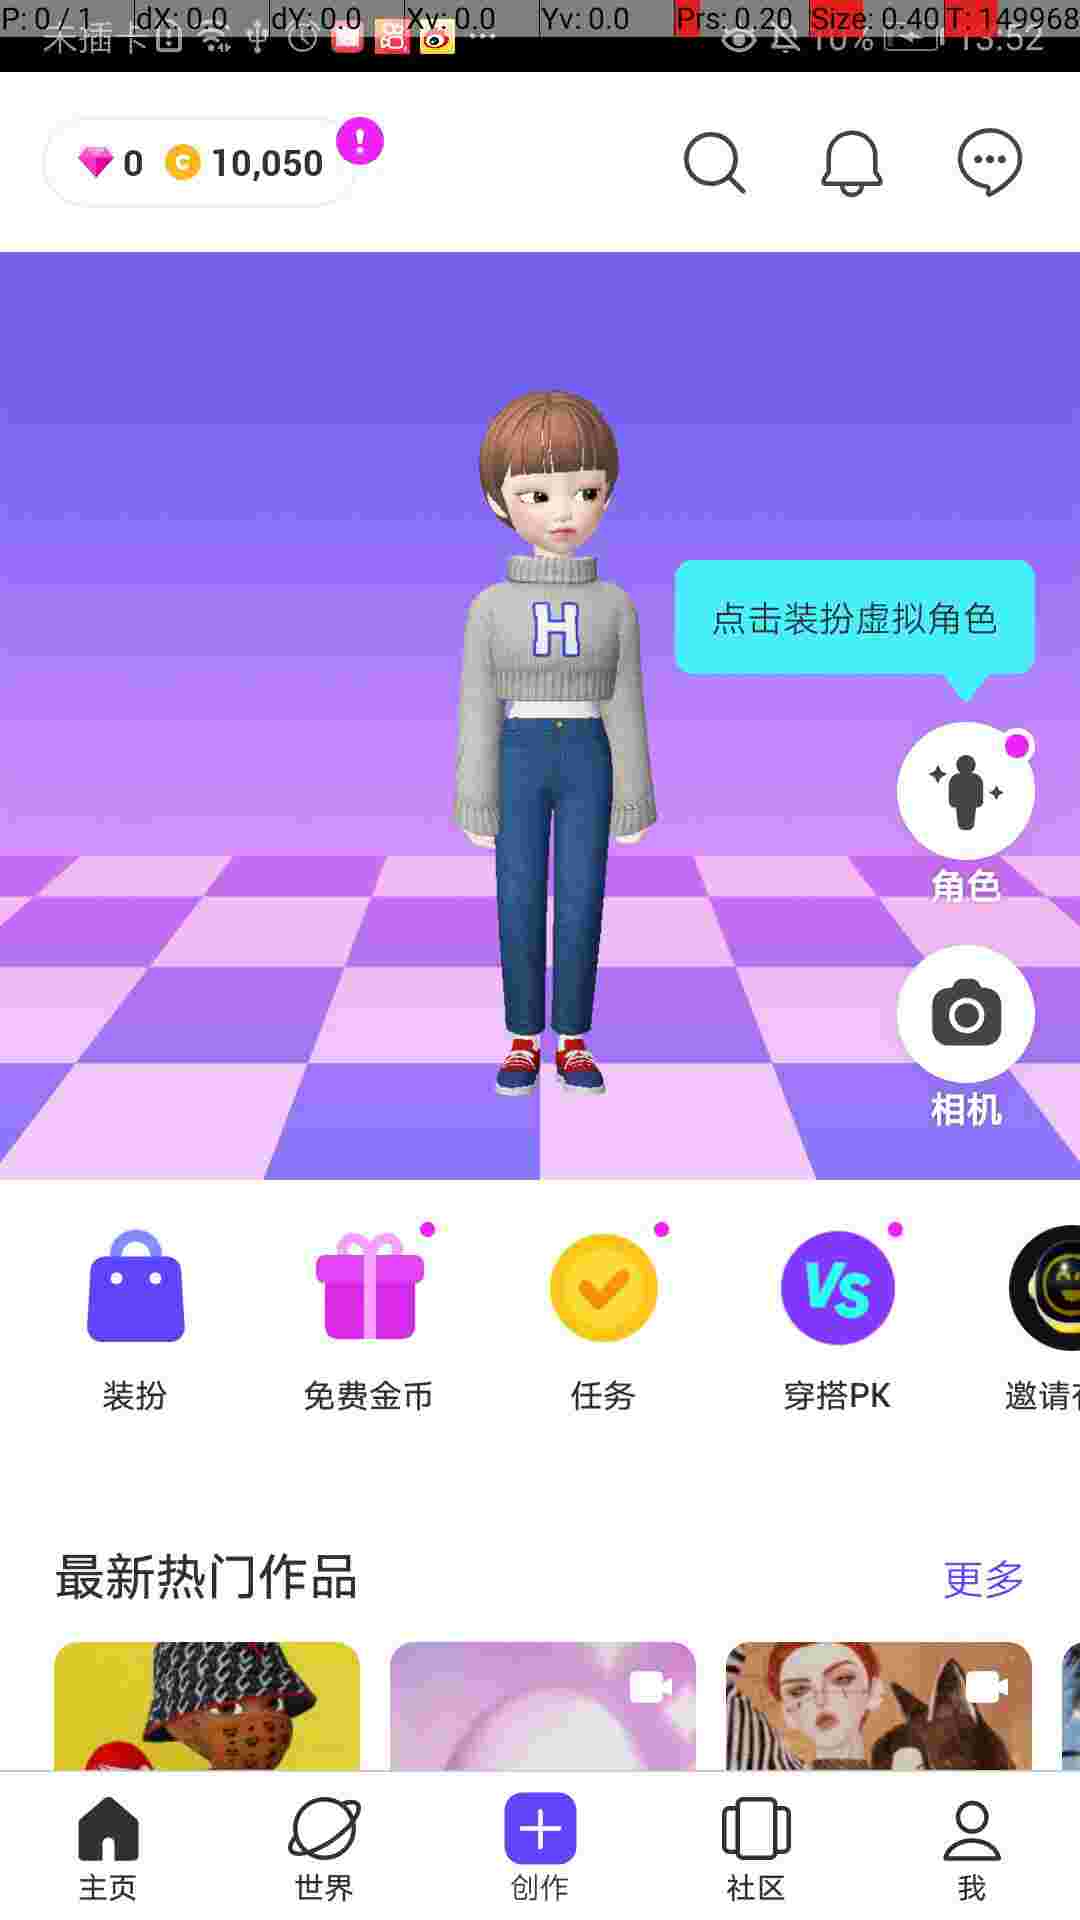 P: 0 / 1 dX: 0.0 dY: 0.0 Xv: 0.0 Yv: 0.0 Prs: 0.20 Size: 0.40 T: 149968
未插卡 10% 13:52
0 C 10,050 !
H
点击装扮虚拟角色
角色
相机
VS
装扮 免费金币 任务 穿搭PK 邀请
最新热门作品 更多
主页 世界 创作 社区 我